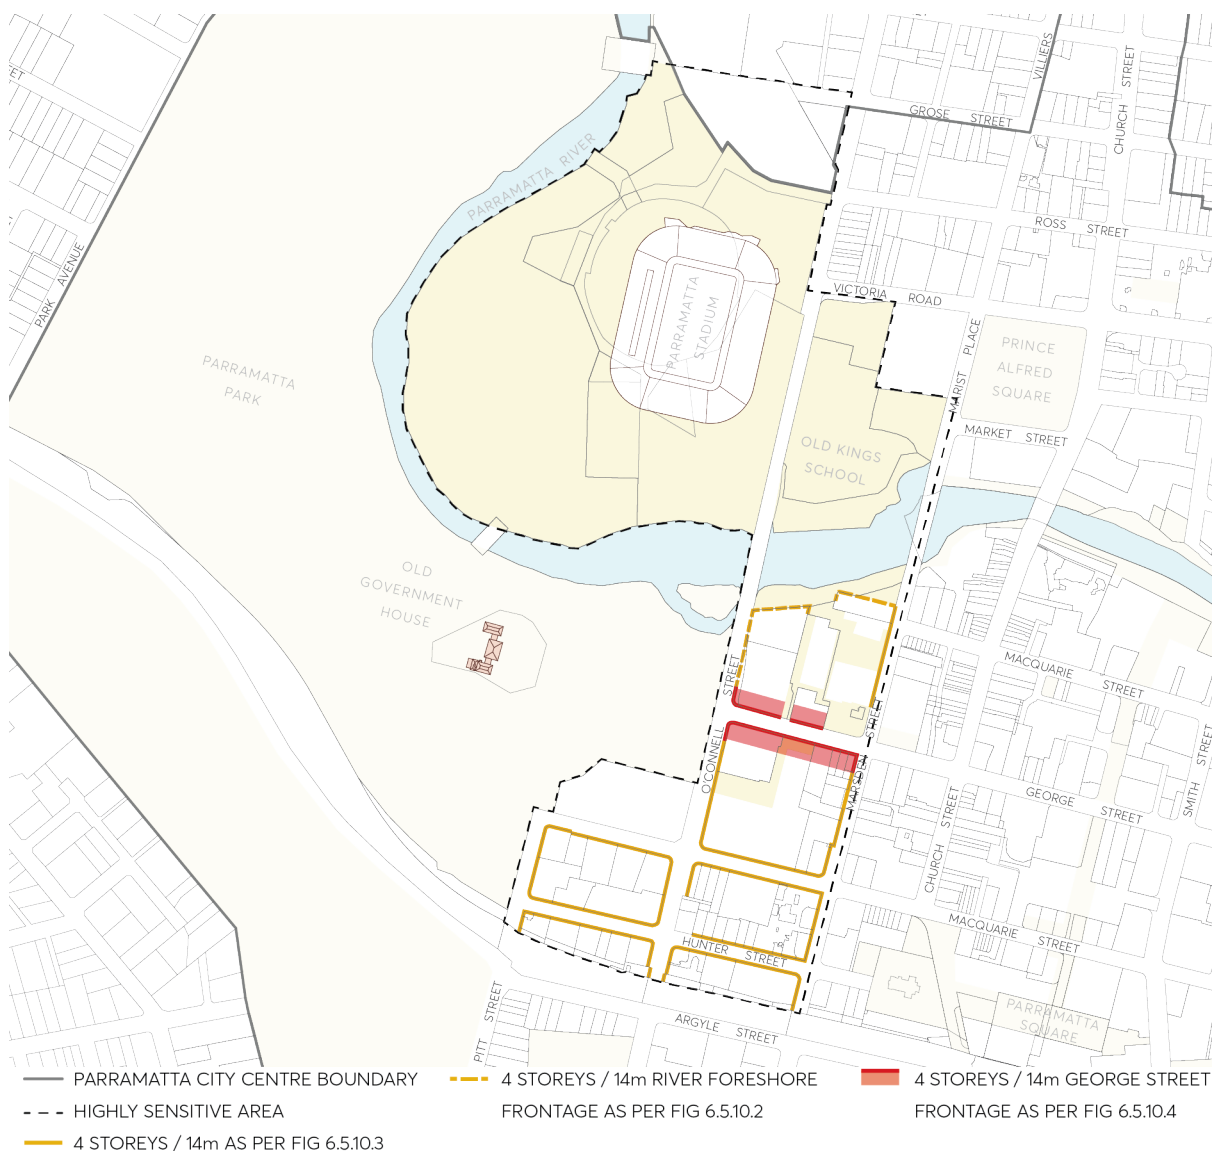 VILLIERS
CHURCH STREET
ET
GROSE STREET
PARRAMATTA RIVER
ROSS STREET
PARK AVENUE
VICTORIA ROAD
PARRAMATTA
STADIUM
MARIST PLACE
PRINCE
ALFRED
SQUARE
PARRAMATTA
PARK
MARKET STREET
OLD KINGS
SCHOOL
OLD
GOVERNMENT
HOUSE
MACQUARIE STREET
O'CONNELL STREET
MARSDEN STREET
SMITH STREET
GEORGE STREET
CHURCH STREET
MACQUARIE STREET
HUNTER STREET
PITT STREET
ARGYLE STREET
PARRAMATTA
SQUARE
PARRAMATTA CITY CENTRE BOUNDARY
HIGHLY SENSITIVE AREA
4 STOREYS / 14m AS PER FIG 6.5.10.3
4 STOREYS / 14m RIVER FORESHORE
FRONTAGE AS PER FIG 6.5.10.2
4 STOREYS / 14m GEORGE STREET
FRONTAGE AS PER FIG 6.5.10.4